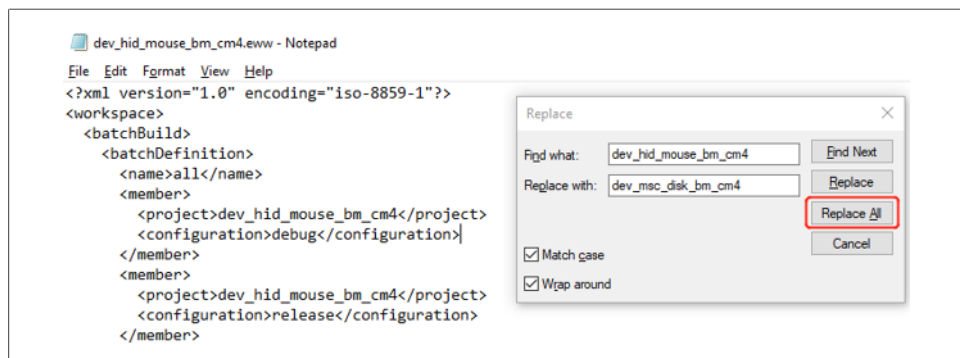 dev_hid_mouse_bm_cm4.eww - Notepad
File Edit Format View Help
<?xml version="1.0" encoding="iso-8859-1"?>
<workspace>
<batchBuild>
<batchDefinition>
<name>all</name>
<member>
<project>dev_hid_mouse_bm_cm4</project>
<configuration>debug</configuration>
</member>
<member>
<project>dev_hid_mouse_bm_cm4</project>
<configuration>release</configuration>
</member>
Replace
Find what: dev_hid_mouse_bm_cm4 Find Next
Replace with: dev_msc_disk_bm_cm4 Replace
Replace All
Cancel
Match case
Wrap around